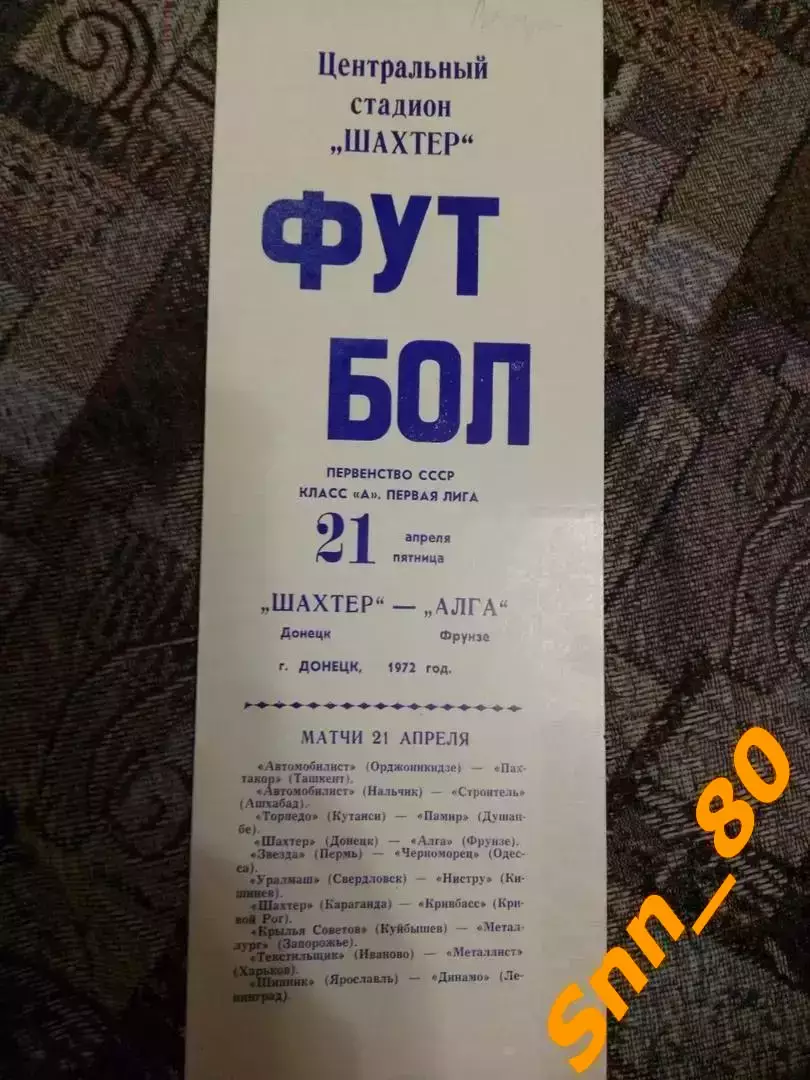 Центральный
стадион
„ШАХТЕР“
ФУТ
БОЛ
ПЕРВЕНСТВО СССР
КЛАСС «А». ПЕРВАЯ ЛИГА
21 апреля
пятница
„ШАХТЕР“ — „АЛГА“
Донецк Фрунзе
г. ДОНЕЦК, 1972 год.
МАТЧИ 21 АПРЕЛЯ
«Автомобилист» (Орджоникидзе) — «Пах-
такор» (Ташкент).
«Автомобилист» (Нальчик) — «Строитель»
(Ашхабад).
«Торпедо» (Кутаиси) — «Памир» (Душан-
бе).
«Шахтер» (Донецк) — «Алга» (Фрунзе).
«Звезда» (Пермь) — «Черноморец» (Одес-
са).
«Уралмаш» (Свердловск) — «Нистру» (Ки-
шинев).
«Шахтер» (Караганда) — «Кривбасс» (Кри-
вой Рог).
«Крылья Советов» (Куйбышев) — «Метал-
лург» (Запорожье).
«Текстильщик» (Иваново) — «Металлист»
(Харьков).
«Шинник» (Ярославль) — «Динамо» (Ле-
нинград).
Snn_80